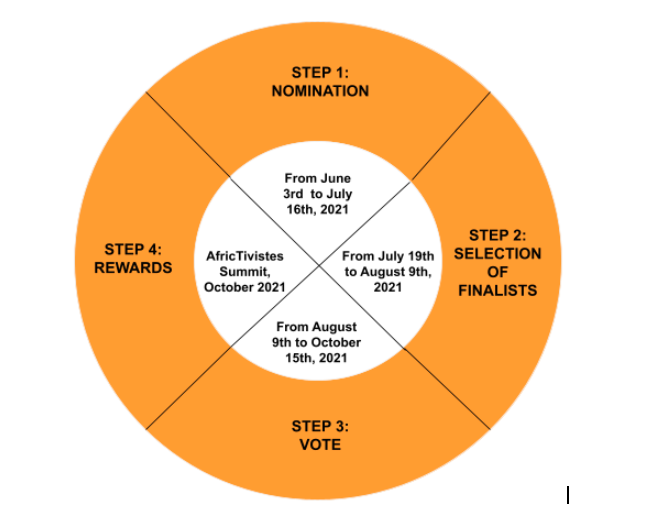 STEP 1:
NOMINATION
From June
3rd to July
16th, 2021
STEP 2:
SELECTION
OF
FINALISTS
From July 19th
to August 9th,
2021
STEP 3:
VOTE
From August
9th to October
15th, 2021
STEP 4:
REWARDS
AfricTivistes
Summit,
October 2021